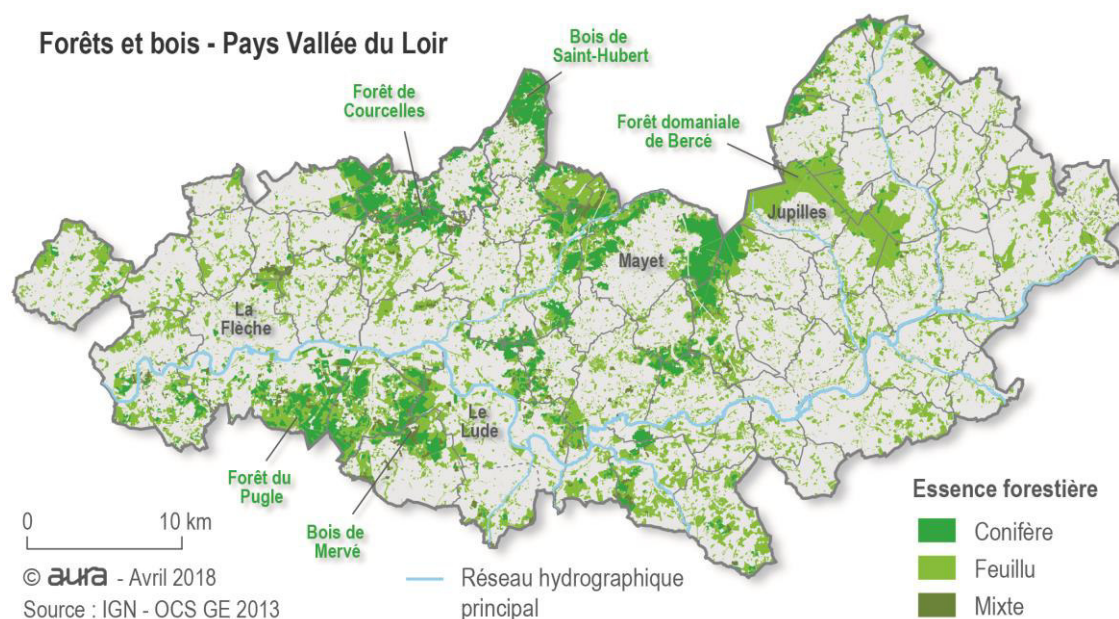 Forêts et bois - Pays Vallée du Loir
Bois de
Saint-Hubert
Forêt de
Courcelles
Forêt domaniale
de Bercé
Jupilles
Mayet
La
Flèche
Le
Lude
Forêt du
Pugle
Bois de
Mervé
0 10 km
© aura - Avril 2018
Source : IGN - OCS GE 2013
Réseau hydrographique
principal
Essence forestière
Conifère
Feuillu
Mixte